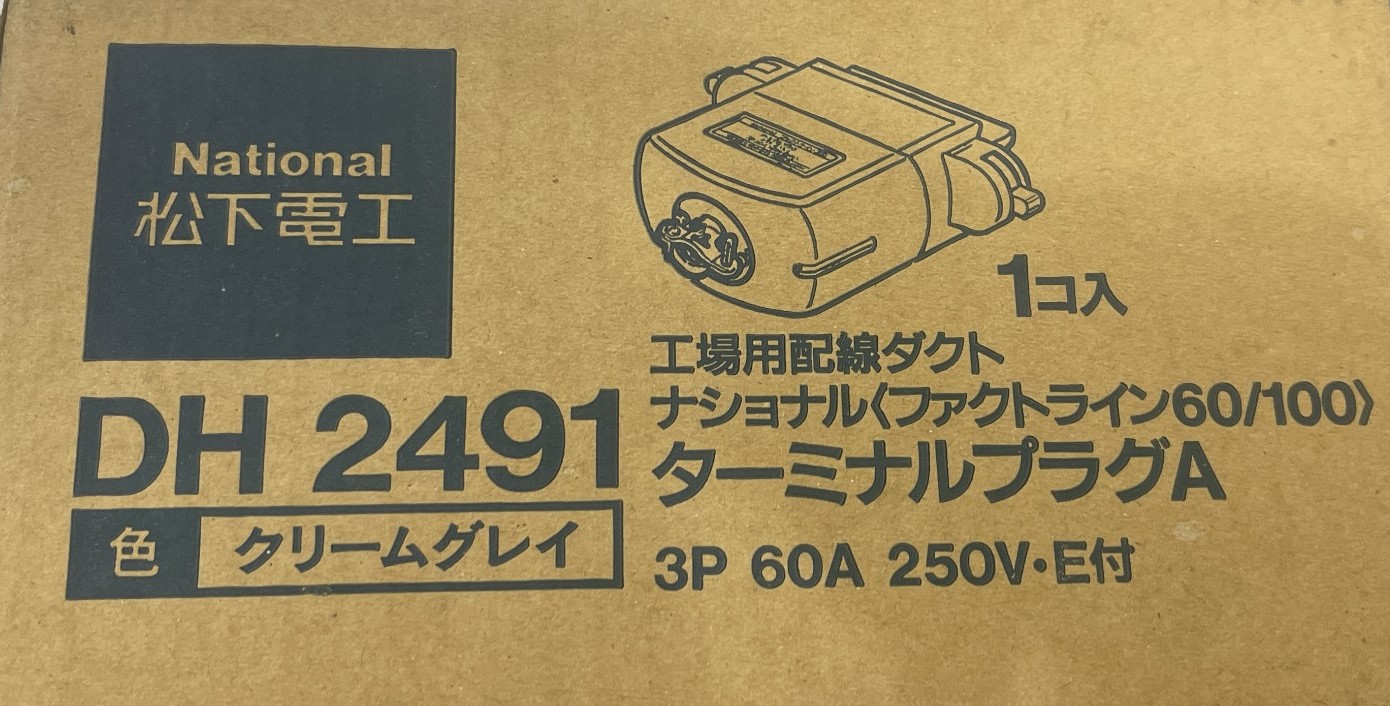 National
松下電工
DH 2491
色 クリームグレイ
1コ入
工場用配線ダクト
ナショナル〈ファクトライン60/100〉
ターミナルプラグA
3P 60A 250V・E付